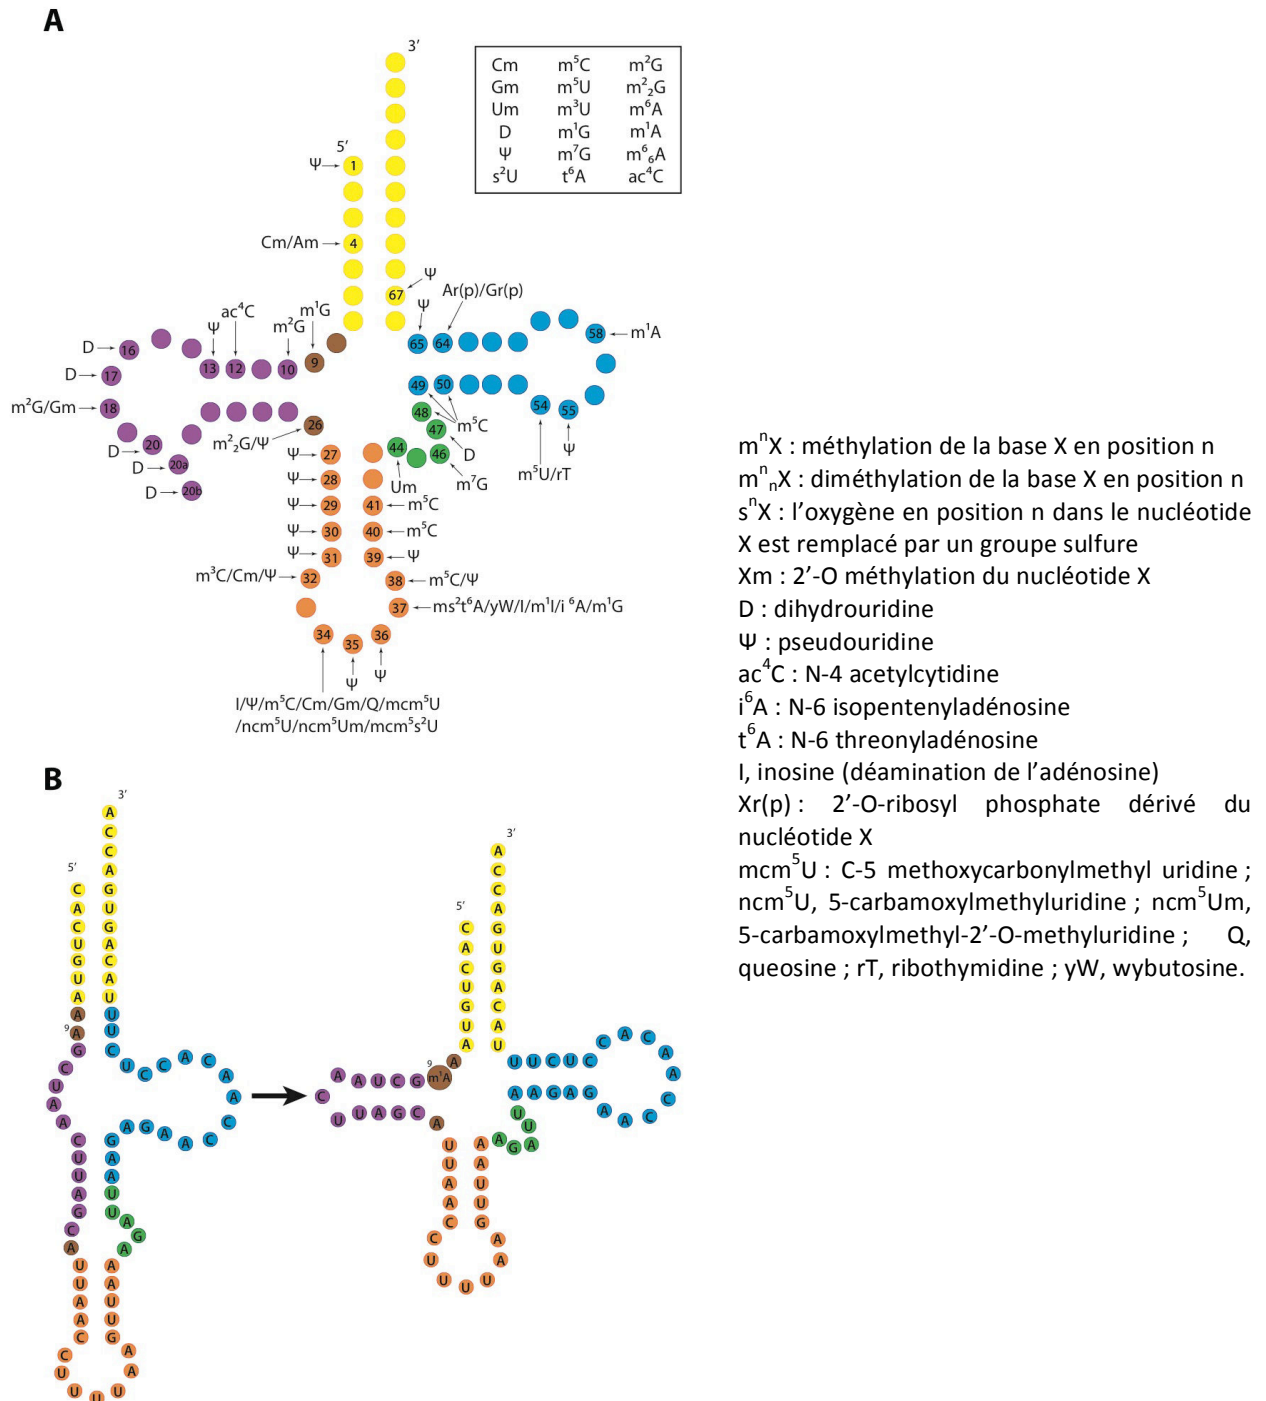 A
3'
Cm m⁵C m²G
Gm m⁵U m²₂G
Um m³U m⁶A
D m¹G m¹A
Ψ m⁷G m⁶₆A
s²U t⁶A ac⁴C
5'
Ψ 1
Cm/Am 4
67 Ψ
Ar(p)/Gr(p)
Ψ
ac⁴C
m¹G
m²G
Ψ
D 16
D 17
m²G/Gm 18
D 20
D 20a
D 20b
13 12 10 9
65 64 58 m¹A
49 50 54 55
m⁵U/rT Ψ
48 m⁵C
47 D
46 m⁷G
44 Um
m²₂G/Ψ 26
Ψ 27
Ψ 28
Ψ 29 41 m⁵C
Ψ 30 40 m⁵C
Ψ 31 39 Ψ
m³C/Cm/Ψ 32 38 m⁵C/Ψ
37 ms²t⁶A/yW/I/m¹I/i⁶A/m¹G
34 35 36
Ψ Ψ
I/Ψ/m⁵C/Cm/Gm/Q/mcm⁵U
/ncm⁵U/ncm⁵Um/mcm⁵s²U
mⁿX : méthylation de la base X en position n
mⁿₙX : diméthylation de la base X en position n
sⁿX : l’oxygène en position n dans le nucléotide
X est remplacé par un groupe sulfure
Xm : 2’-O méthylation du nucléotide X
D : dihydrouridine
Ψ : pseudouridine
ac⁴C : N-4 acetylcytidine
i⁶A : N-6 isopentenyladénosine
t⁶A : N-6 threonyladénosine
I, inosine (déamination de l’adénosine)
Xr(p) : 2’-O-ribosyl phosphate dérivé du
nucléotide X
mcm⁵U : C-5 methoxycarbonylmethyl uridine ;
ncm⁵U, 5-carbamoxylmethyluridine ; ncm⁵Um,
5-carbamoxylmethyl-2’-O-methyluridine ; Q,
queosine ; rT, ribothymidine ; yW, wybutosine.
B
3'
A C C A G U G A C A U U U C
5'
C A C U G U A A
9 A
G C U A A C U U A G C A
U U A A C C U U U U A A G U U A A
U C C A C A A C C A A G A G A A
U U A G A
3'
A C C A G U G A C A U
5'
C A C U G U A A
9
m¹A
G C U A A C U U A G C A
U U A A C C U U U U A A G U U A A
U U C U C C A C A A C C A A G A G A A
U U A G A